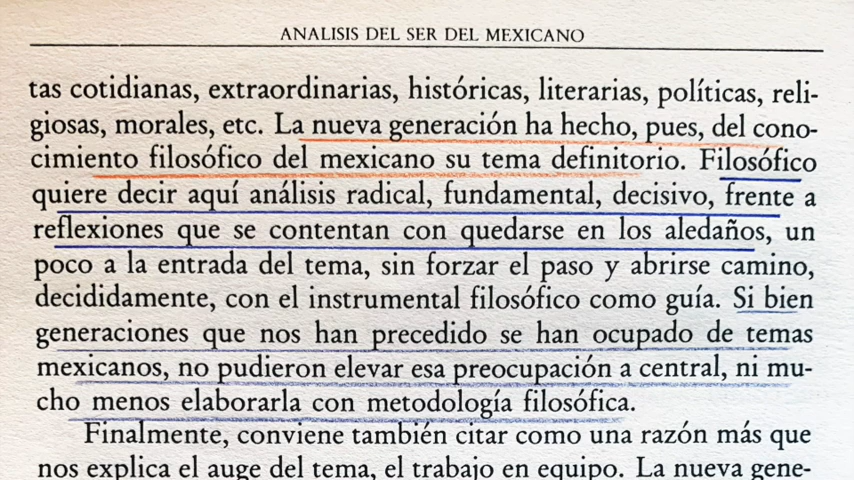 ANALISIS DEL SER DEL MEXICANO
tas cotidianas, extraordinarias, históricas, literarias, políticas, reli-
giosas, morales, etc. La nueva generación ha hecho, pues, del cono-
cimiento filosófico del mexicano su tema definitorio. Filosófico
quiere decir aquí análisis radical, fundamental, decisivo, frente a
reflexiones que se contentan con quedarse en los aledaños, un
poco a la entrada del tema, sin forzar el paso y abrirse camino,
decididamente, con el instrumental filosófico como guía. Si bien
generaciones que nos han precedido se han ocupado de temas
mexicanos, no pudieron elevar esa preocupación a central, ni mu-
cho menos elaborarla con metodología filosófica.
Finalmente, conviene también citar como una razón más que
nos explica el auge del tema, el trabajo en equipo. La nueva gene-